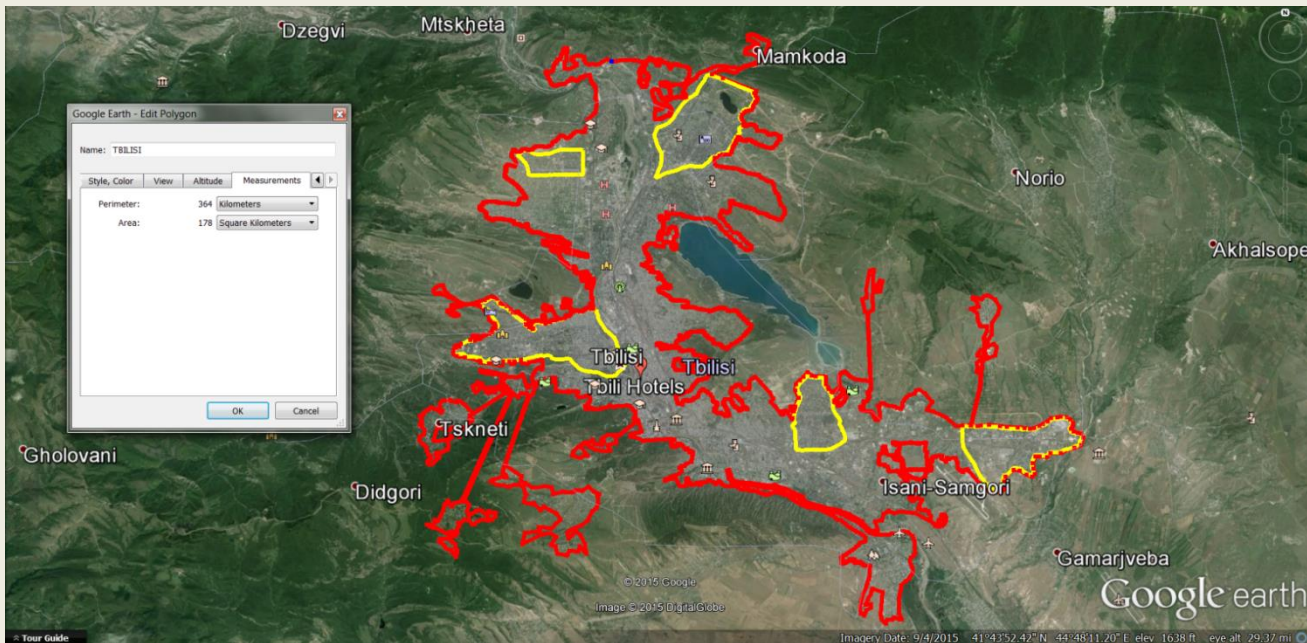 Dzegvi
Mtskheta
Mamkoda
Google Earth - Edit Polygon
Name: TBILISI
Style, Color View Altitude Measurements
Perimeter: 364 Kilometers
Area: 178 Square Kilometers
OK Cancel
Norio
Akhalsope
Tbilisi
Tbilisi
Tbili Hotels
Tskneti
Gholovani
Didgori
Isani-Samgori
Gamarjveba
© 2015 Google
Image © 2015 DigitalGlobe
Google earth
Tour Guide
Imagery Date: 9/4/2015 41°43'52.42" N 44°48'11.20" E elev 1638 ft eye alt 29.37 mi